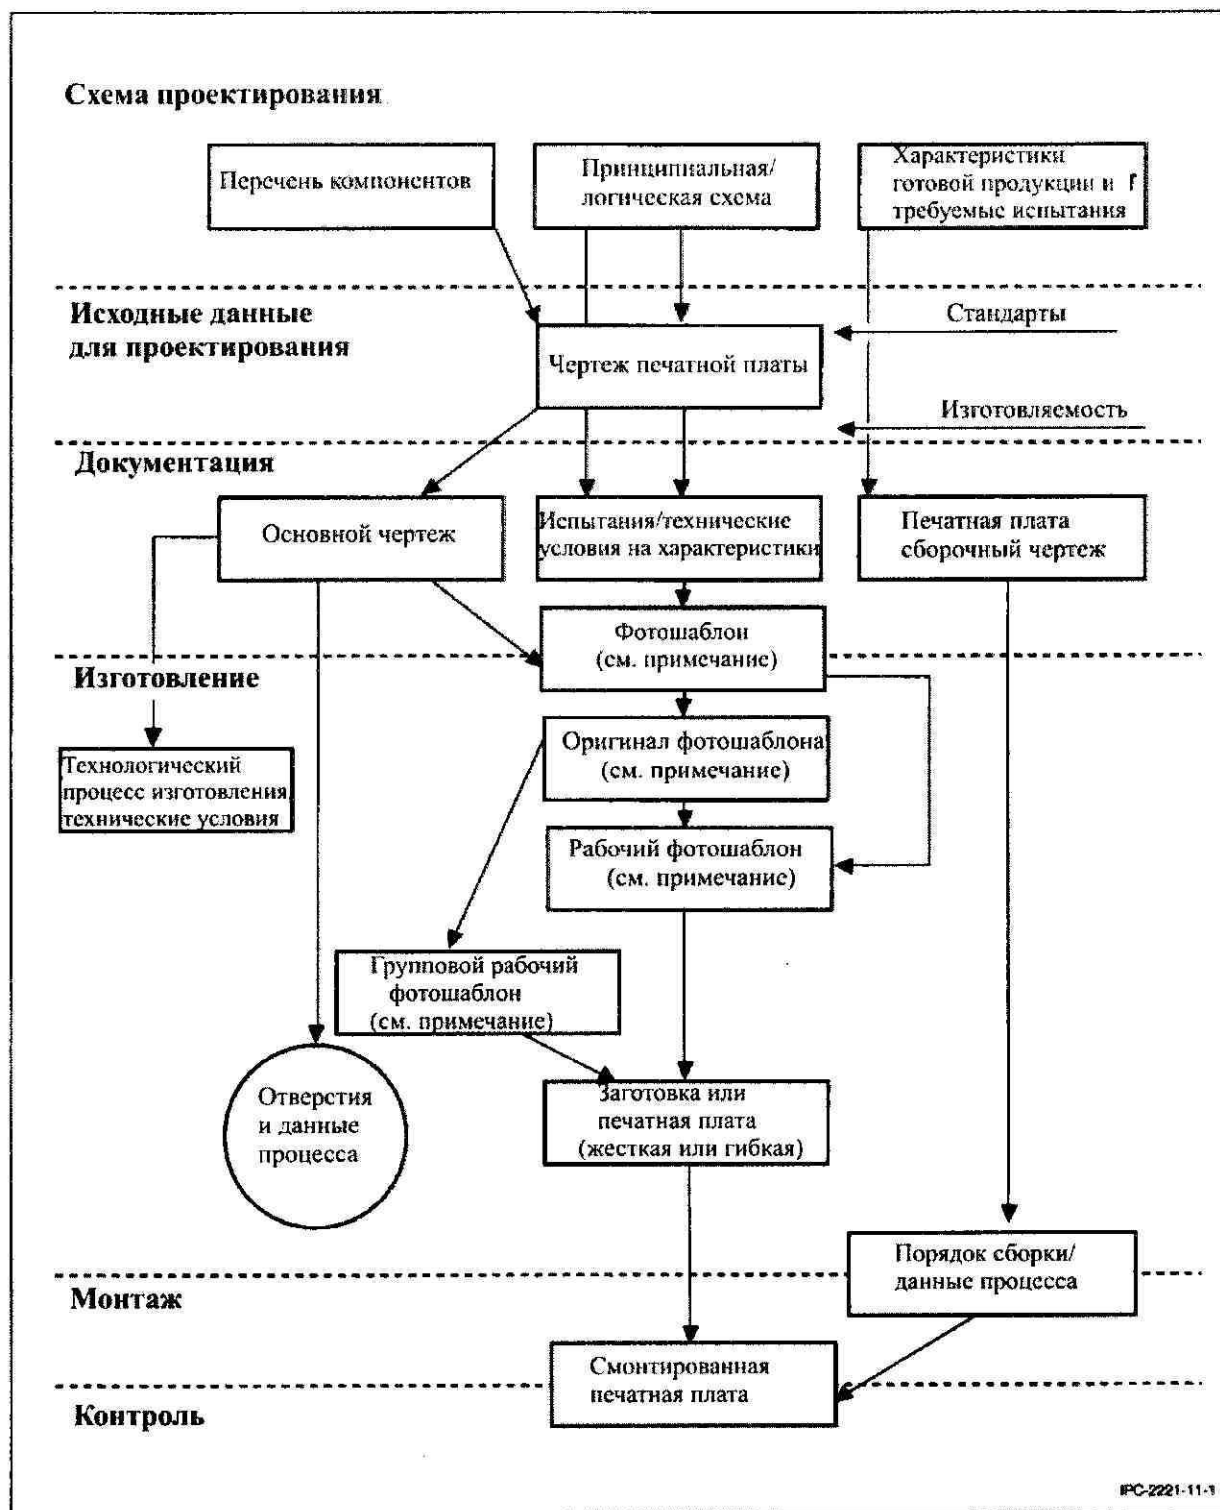 Схема проектирования
Перечень компонентов
Принципиальная/
логическая схема
Характеристики
готовой продукции и г
требуемые испытания
Исходные данные
для проектирования
Стандарты
Чертеж печатной платы
Изготовляемость
Документация
Основной чертеж
Испытания/технические
условия на характеристики
Печатная плата
сборочный чертеж
Фотошаблон
(см. примечание)
Изготовление
Технологический
процесс изготовления,
технические условия
Оригинал фотошаблона
(см. примечание)
Рабочий фотошаблон
(см. примечание)
Групповой рабочий
фотошаблон
(см. примечание)
Отверстия
и данные
процесса
Заготовка или
печатная плата
(жесткая или гибкая)
Порядок сборки/
данные процесса
Монтаж
Смонтированная
печатная плата
Контроль
IPC-2221-11-1